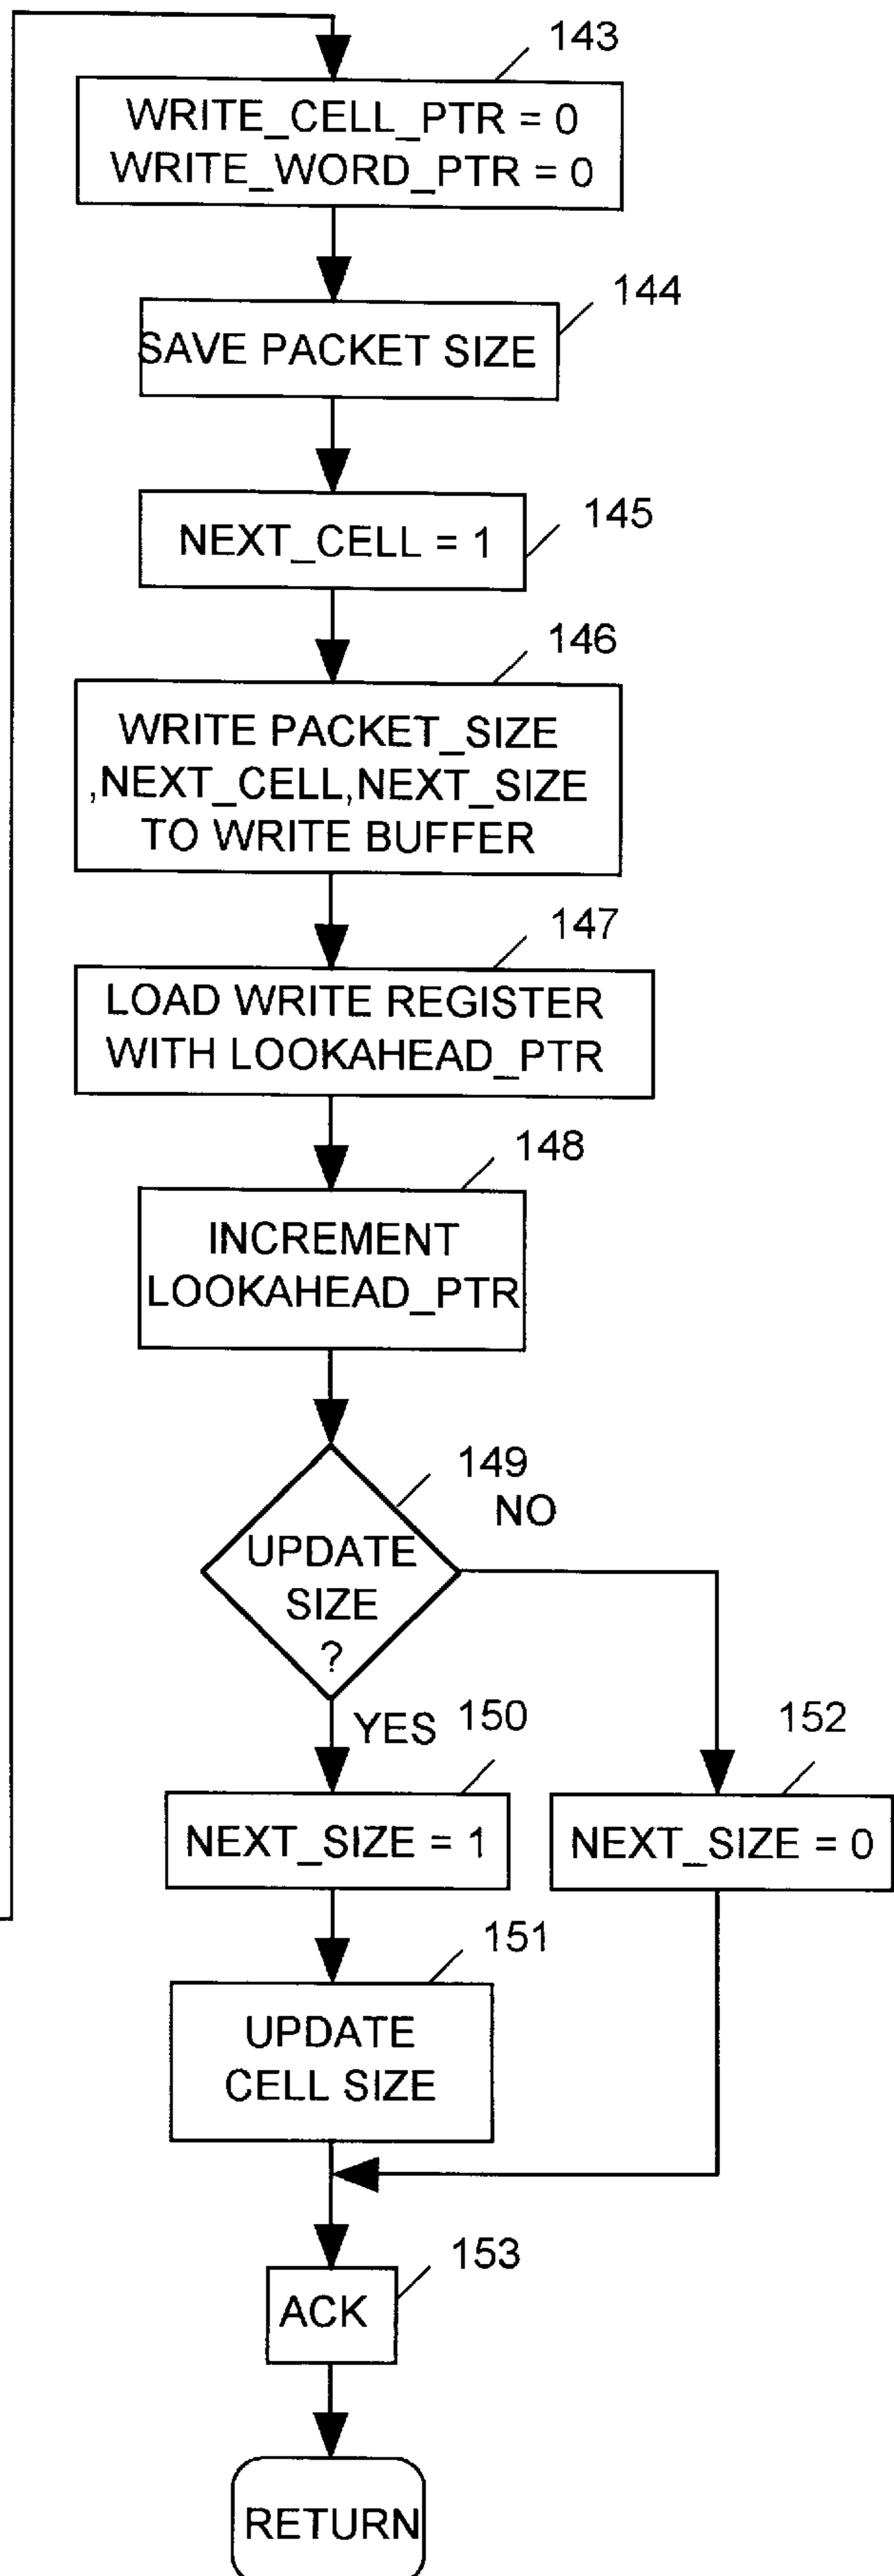 143
WRITE_CELL_PTR = 0
WRITE_WORD_PTR = 0
144
SAVE PACKET SIZE
145
NEXT_CELL = 1
146
WRITE PACKET_SIZE
,NEXT_CELL,NEXT_SIZE
TO WRITE BUFFER
147
LOAD WRITE REGISTER
WITH LOOKAHEAD_PTR
148
INCREMENT
LOOKAHEAD_PTR
149
NO
UPDATE
SIZE
?
YES
150
152
NEXT_SIZE = 1
NEXT_SIZE = 0
151
UPDATE
CELL SIZE
153
ACK
RETURN